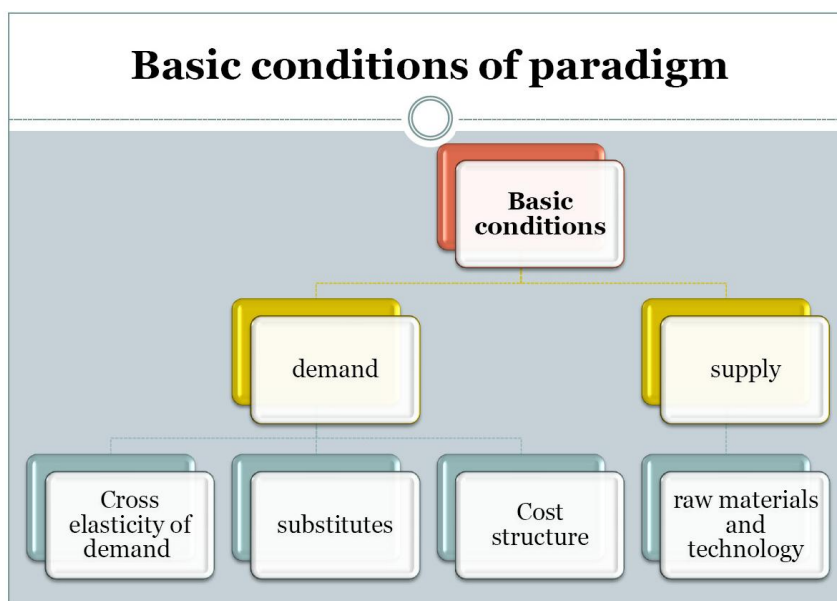 Basic conditions of paradigm
Basic
conditions
demand
supply
Cross
elasticity of
demand
substitutes
Cost
structure
raw materials
and
technology